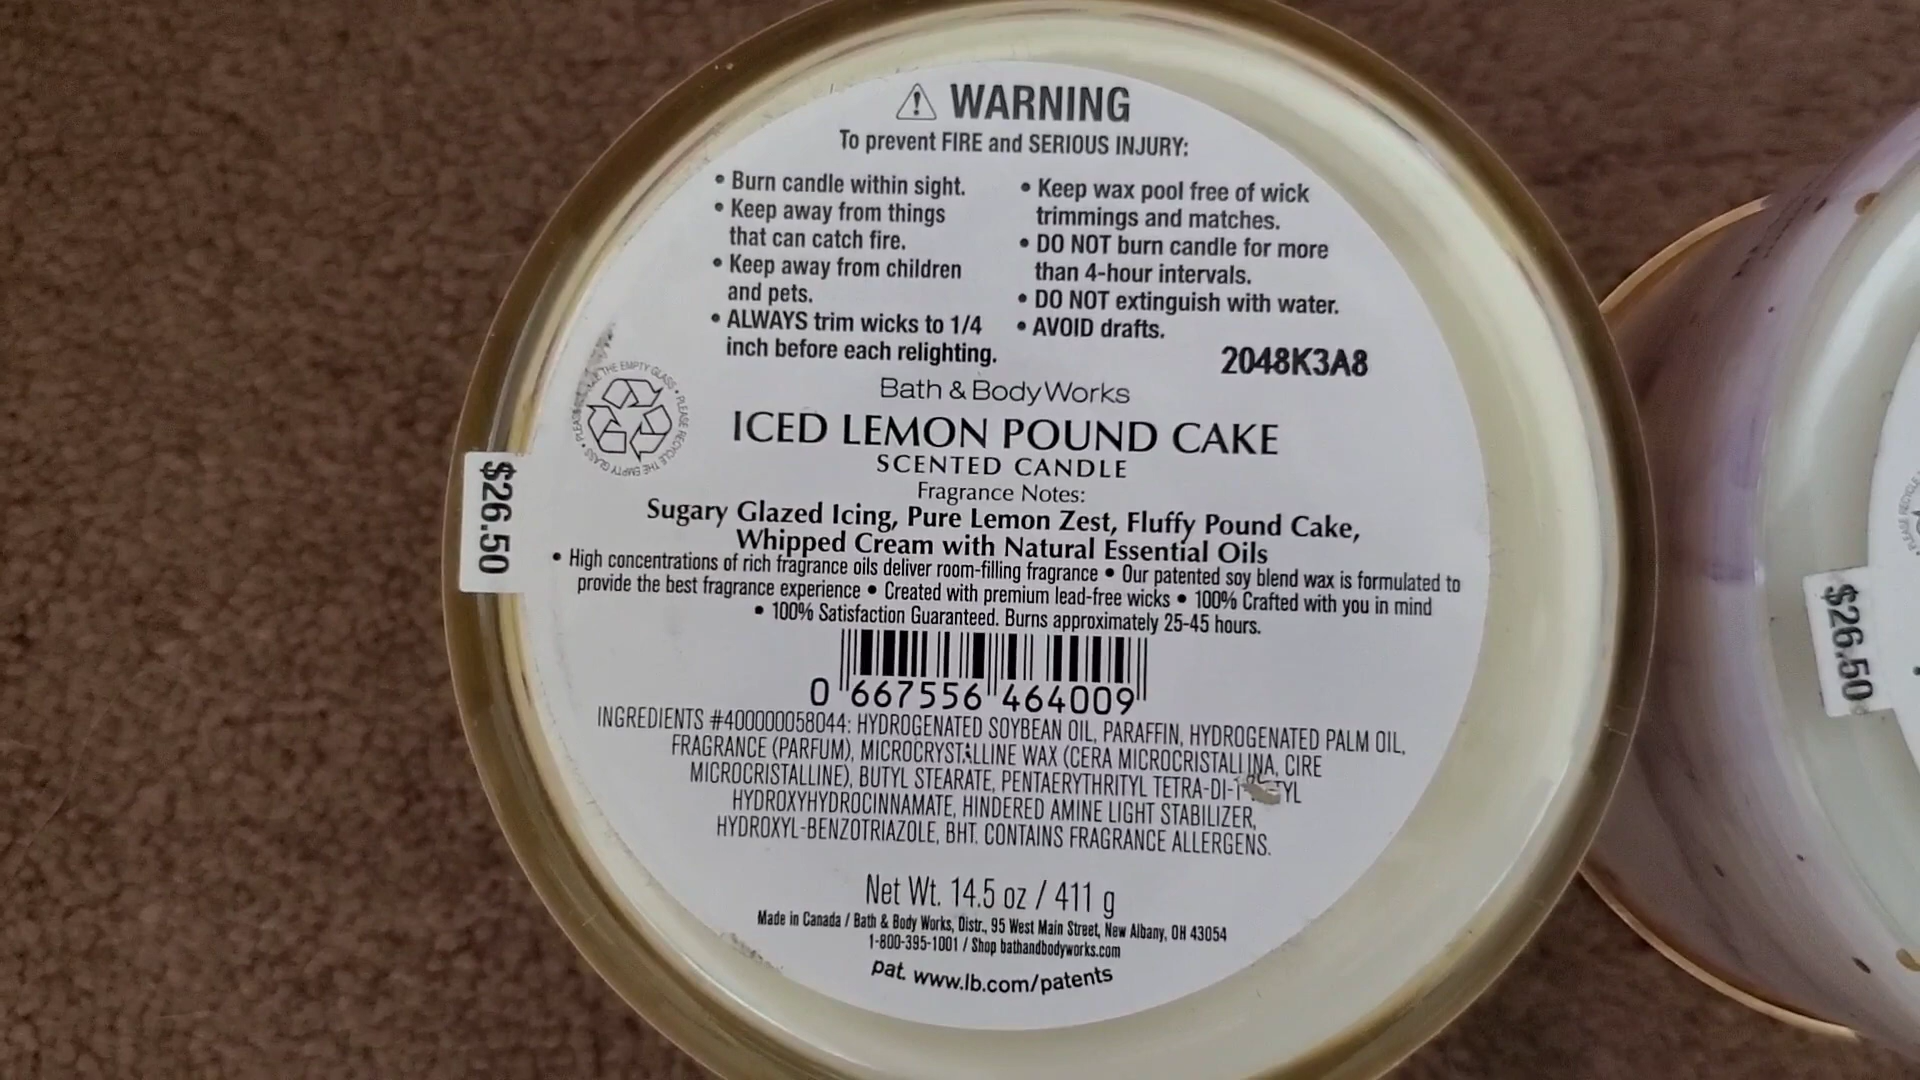 WARNING
To prevent FIRE and SERIOUS INJURY:
• Burn candle within sight.
• Keep away from things
that can catch fire.
• Keep away from children
and pets.
• ALWAYS trim wicks to 1/4
inch before each relighting.
• Keep wax pool free of wick
trimmings and matches.
• DO NOT burn candle for more
than 4-hour intervals.
• DO NOT extinguish with water.
• AVOID drafts.
2048K3A8
Bath & Body Works
ICED LEMON POUND CAKE
SCENTED CANDLE
Fragrance Notes:
Sugary Glazed Icing, Pure Lemon Zest, Fluffy Pound Cake,
Whipped Cream with Natural Essential Oils
• High concentrations of rich fragrance oils deliver room-filling fragrance • Our patented soy blend wax is formulated to
provide the best fragrance experience • Created with premium lead-free wicks • 100% Crafted with you in mind
• 100% Satisfaction Guaranteed. Burns approximately 25-45 hours.
0 667556 464009
INGREDIENTS #400000058044: HYDROGENATED SOYBEAN OIL, PARAFFIN, HYDROGENATED PALM OIL,
FRAGRANCE (PARFUM), MICROCRYSTALLINE WAX (CERA MICROCRISTALLINA, CIRE
MICROCRISTALLINE), BUTYL STEARATE, PENTAERYTHRITYL
HYDROXYHYDROCINNAMATE, HINDERED AMINE LIGHT STABILIZER,
HYDROXYL-BENZOTRIAZOLE, BHT. CONTAINS FRAGRANCE ALLERGENS.
Net Wt. 14.5 oz / 411 g
Made in Canada / Bath & Body Works, Distr., 95 West Main Street, New Albany, OH 43054
1-800-395-1001 / Shop bathandbodyworks.com
pat. www.lb.com/patents
PLEASE RECYCLE THE EMPTY GLASS •
$26.50
$26.50